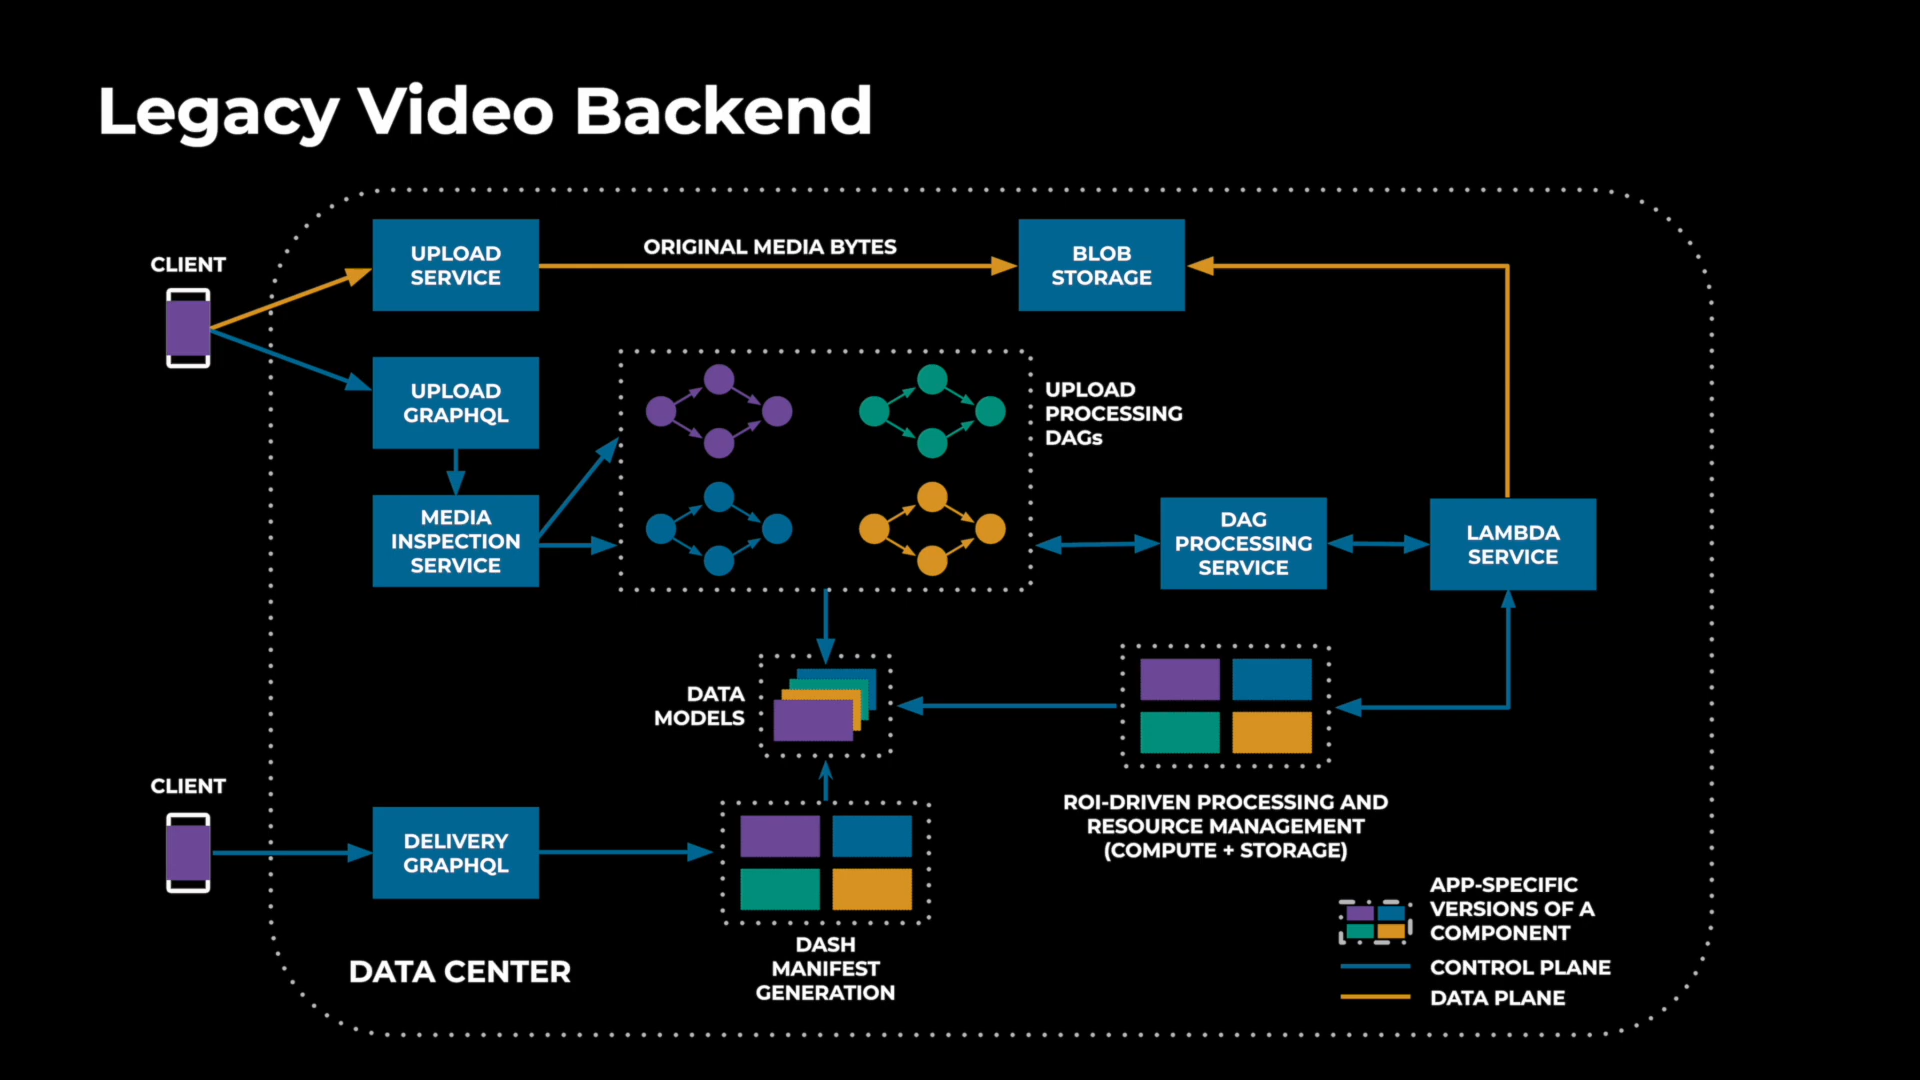 Legacy Video Backend
CLIENT
UPLOAD
SERVICE
ORIGINAL MEDIA BYTES
BLOB
STORAGE
UPLOAD
GRAPHQL
UPLOAD
PROCESSING
DAGs
MEDIA
INSPECTION
SERVICE
DAG
PROCESSING
SERVICE
LAMBDA
SERVICE
DATA
MODELS
CLIENT
DELIVERY
GRAPHQL
ROI-DRIVEN PROCESSING AND
RESOURCE MANAGEMENT
(COMPUTE + STORAGE)
DASH
MANIFEST
GENERATION
DATA CENTER
APP-SPECIFIC
VERSIONS OF A
COMPONENT
CONTROL PLANE
DATA PLANE